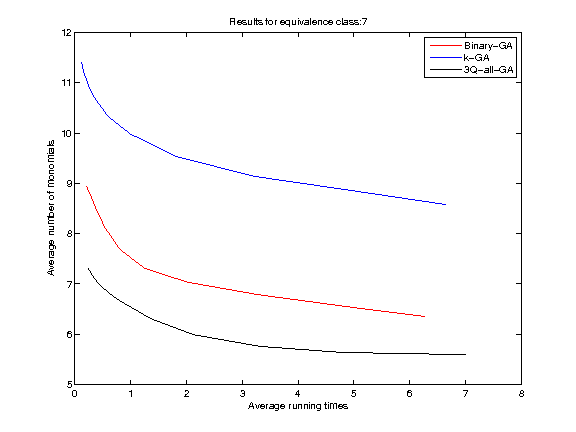 Results for equivalence class:7
Binary-GA
k-GA
3Q-all-GA
Average number of monomials
12
11
10
9
8
7
6
5
0 1 2 3 4 5 6 7 8
Average running times